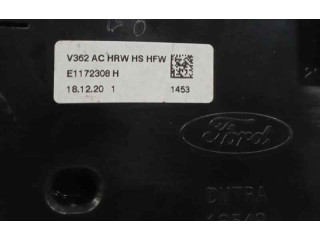 V362 AC HRW HS HFW
E1172308 H
18.12.20 1 1453
Ford